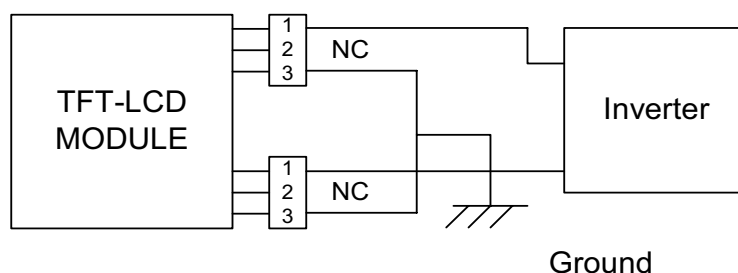 TFT-LCD
MODULE
1
2
3
NC
1
2
3
NC
Inverter
Ground